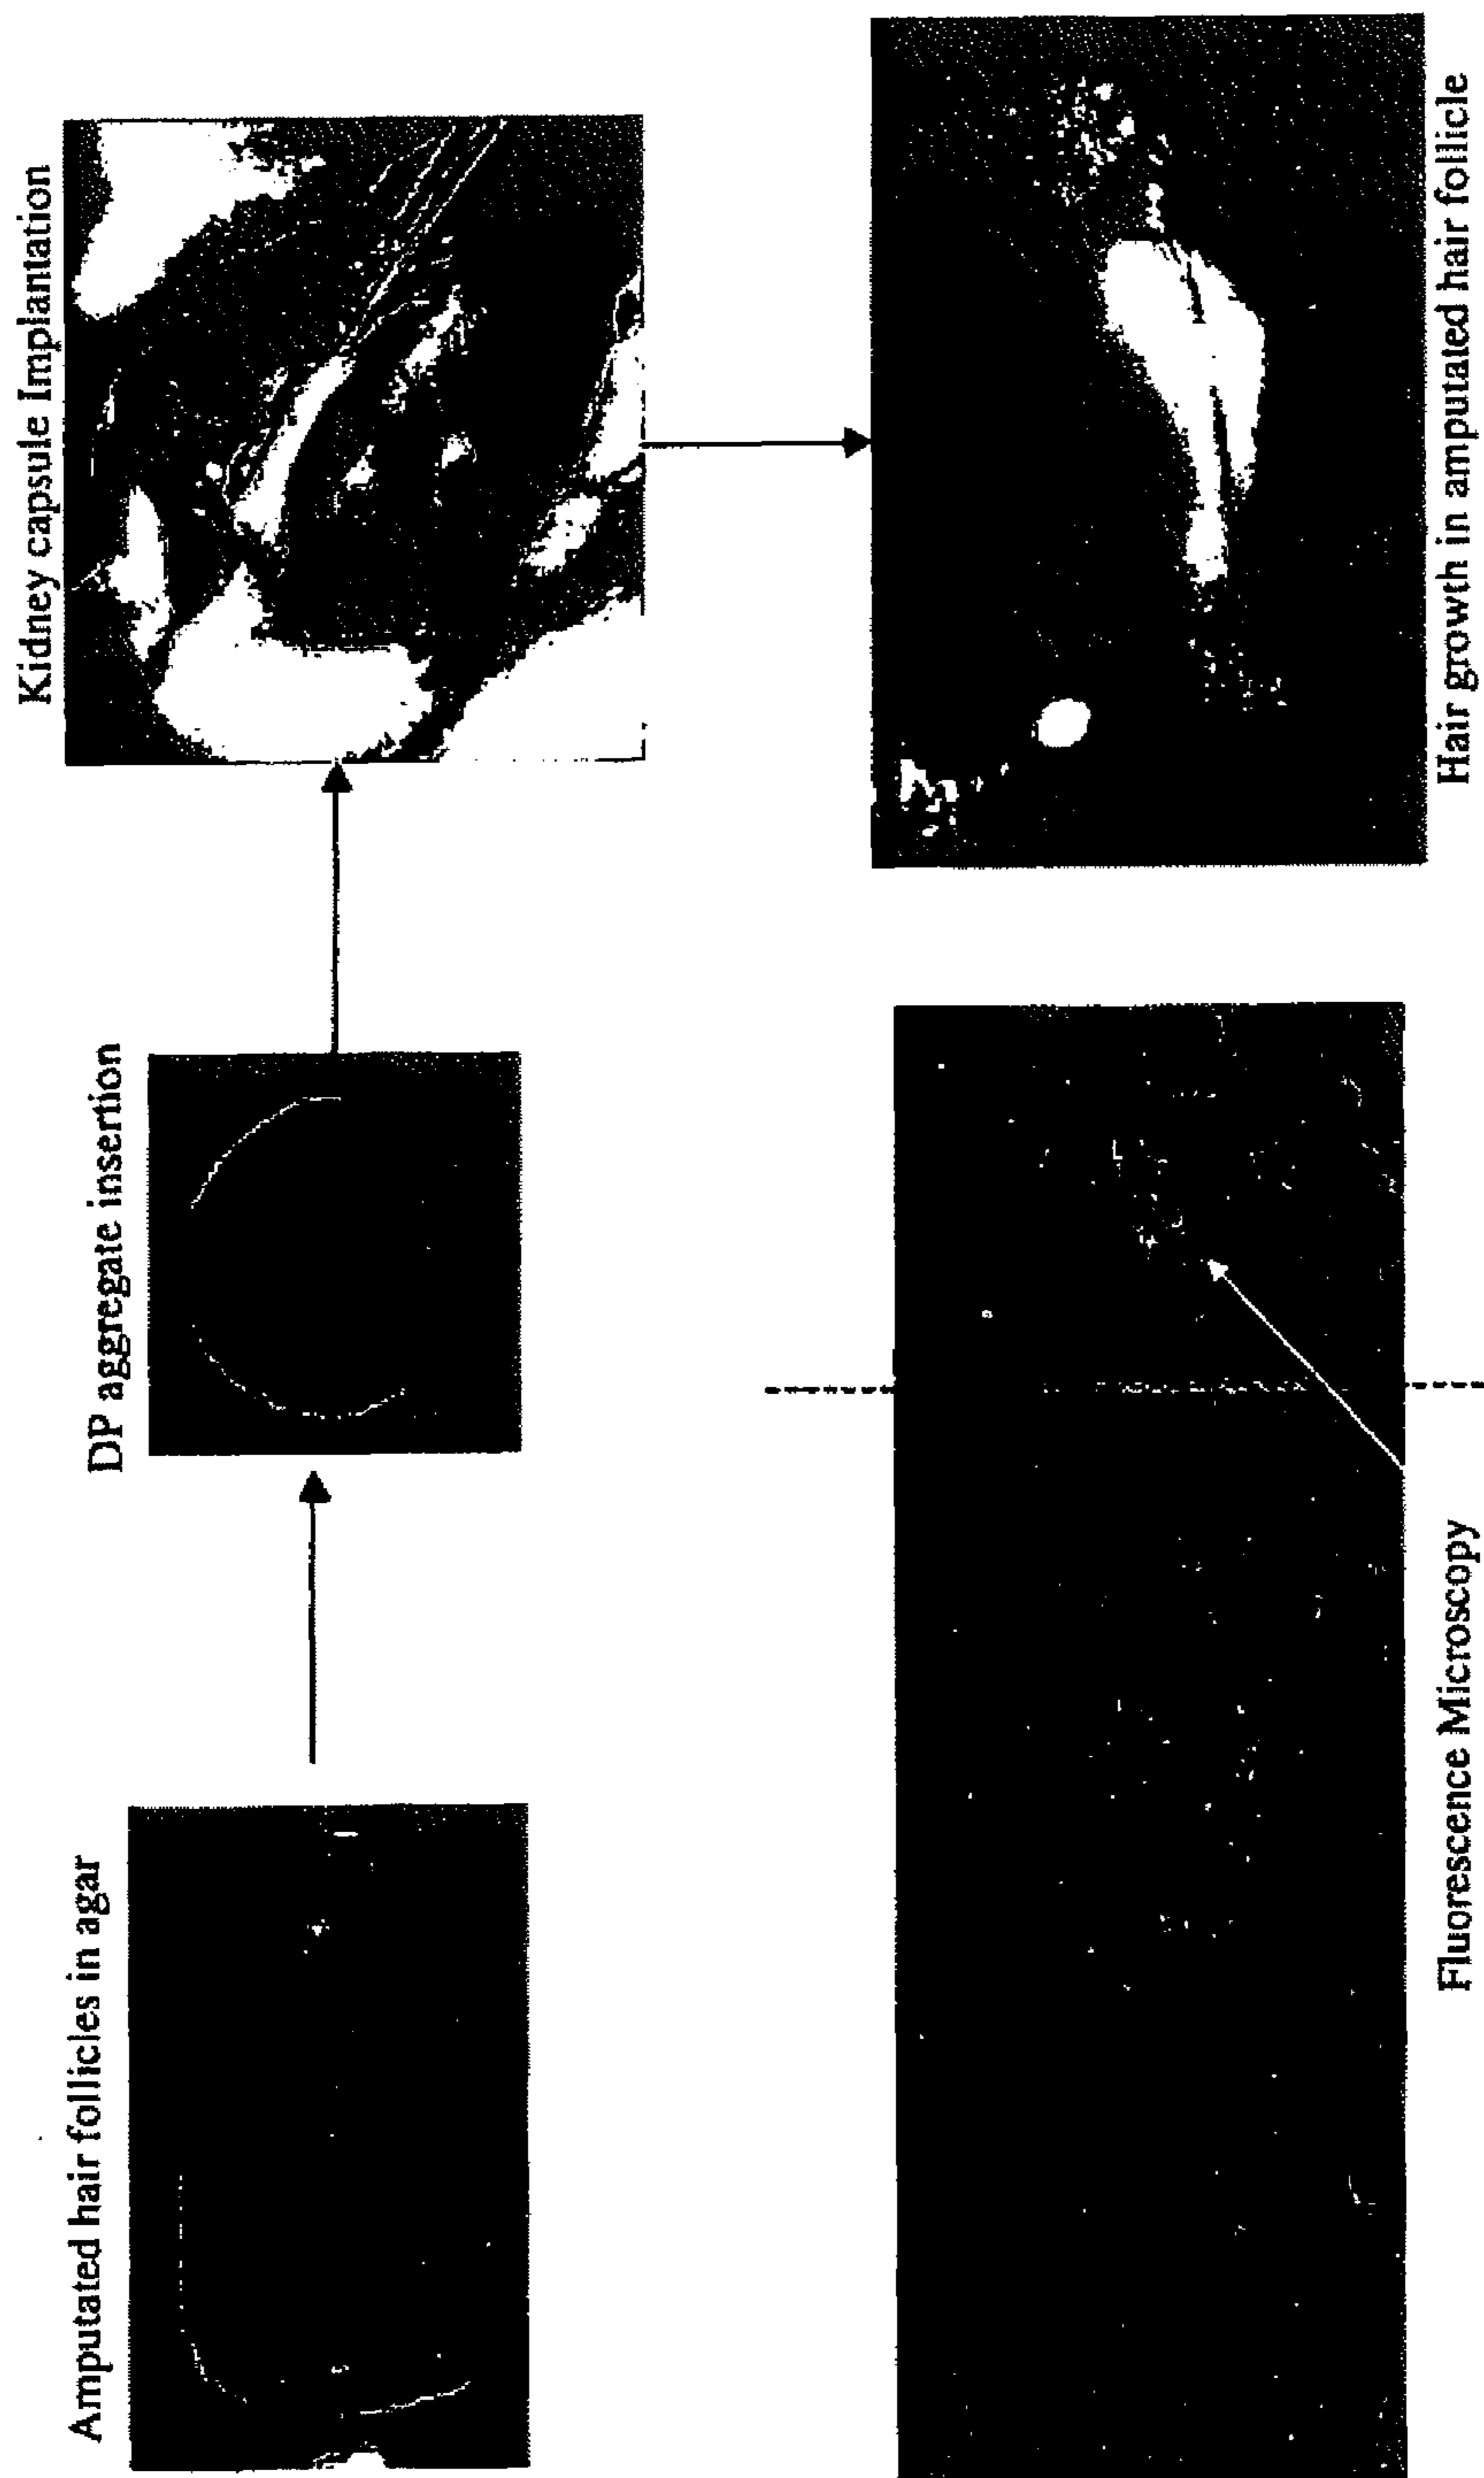 Amputated hair follicles in agar
DP aggregate insertion
Kidney capsule Implantation
Fluorescence Microscopy
Hair growth in amputated hair follicle